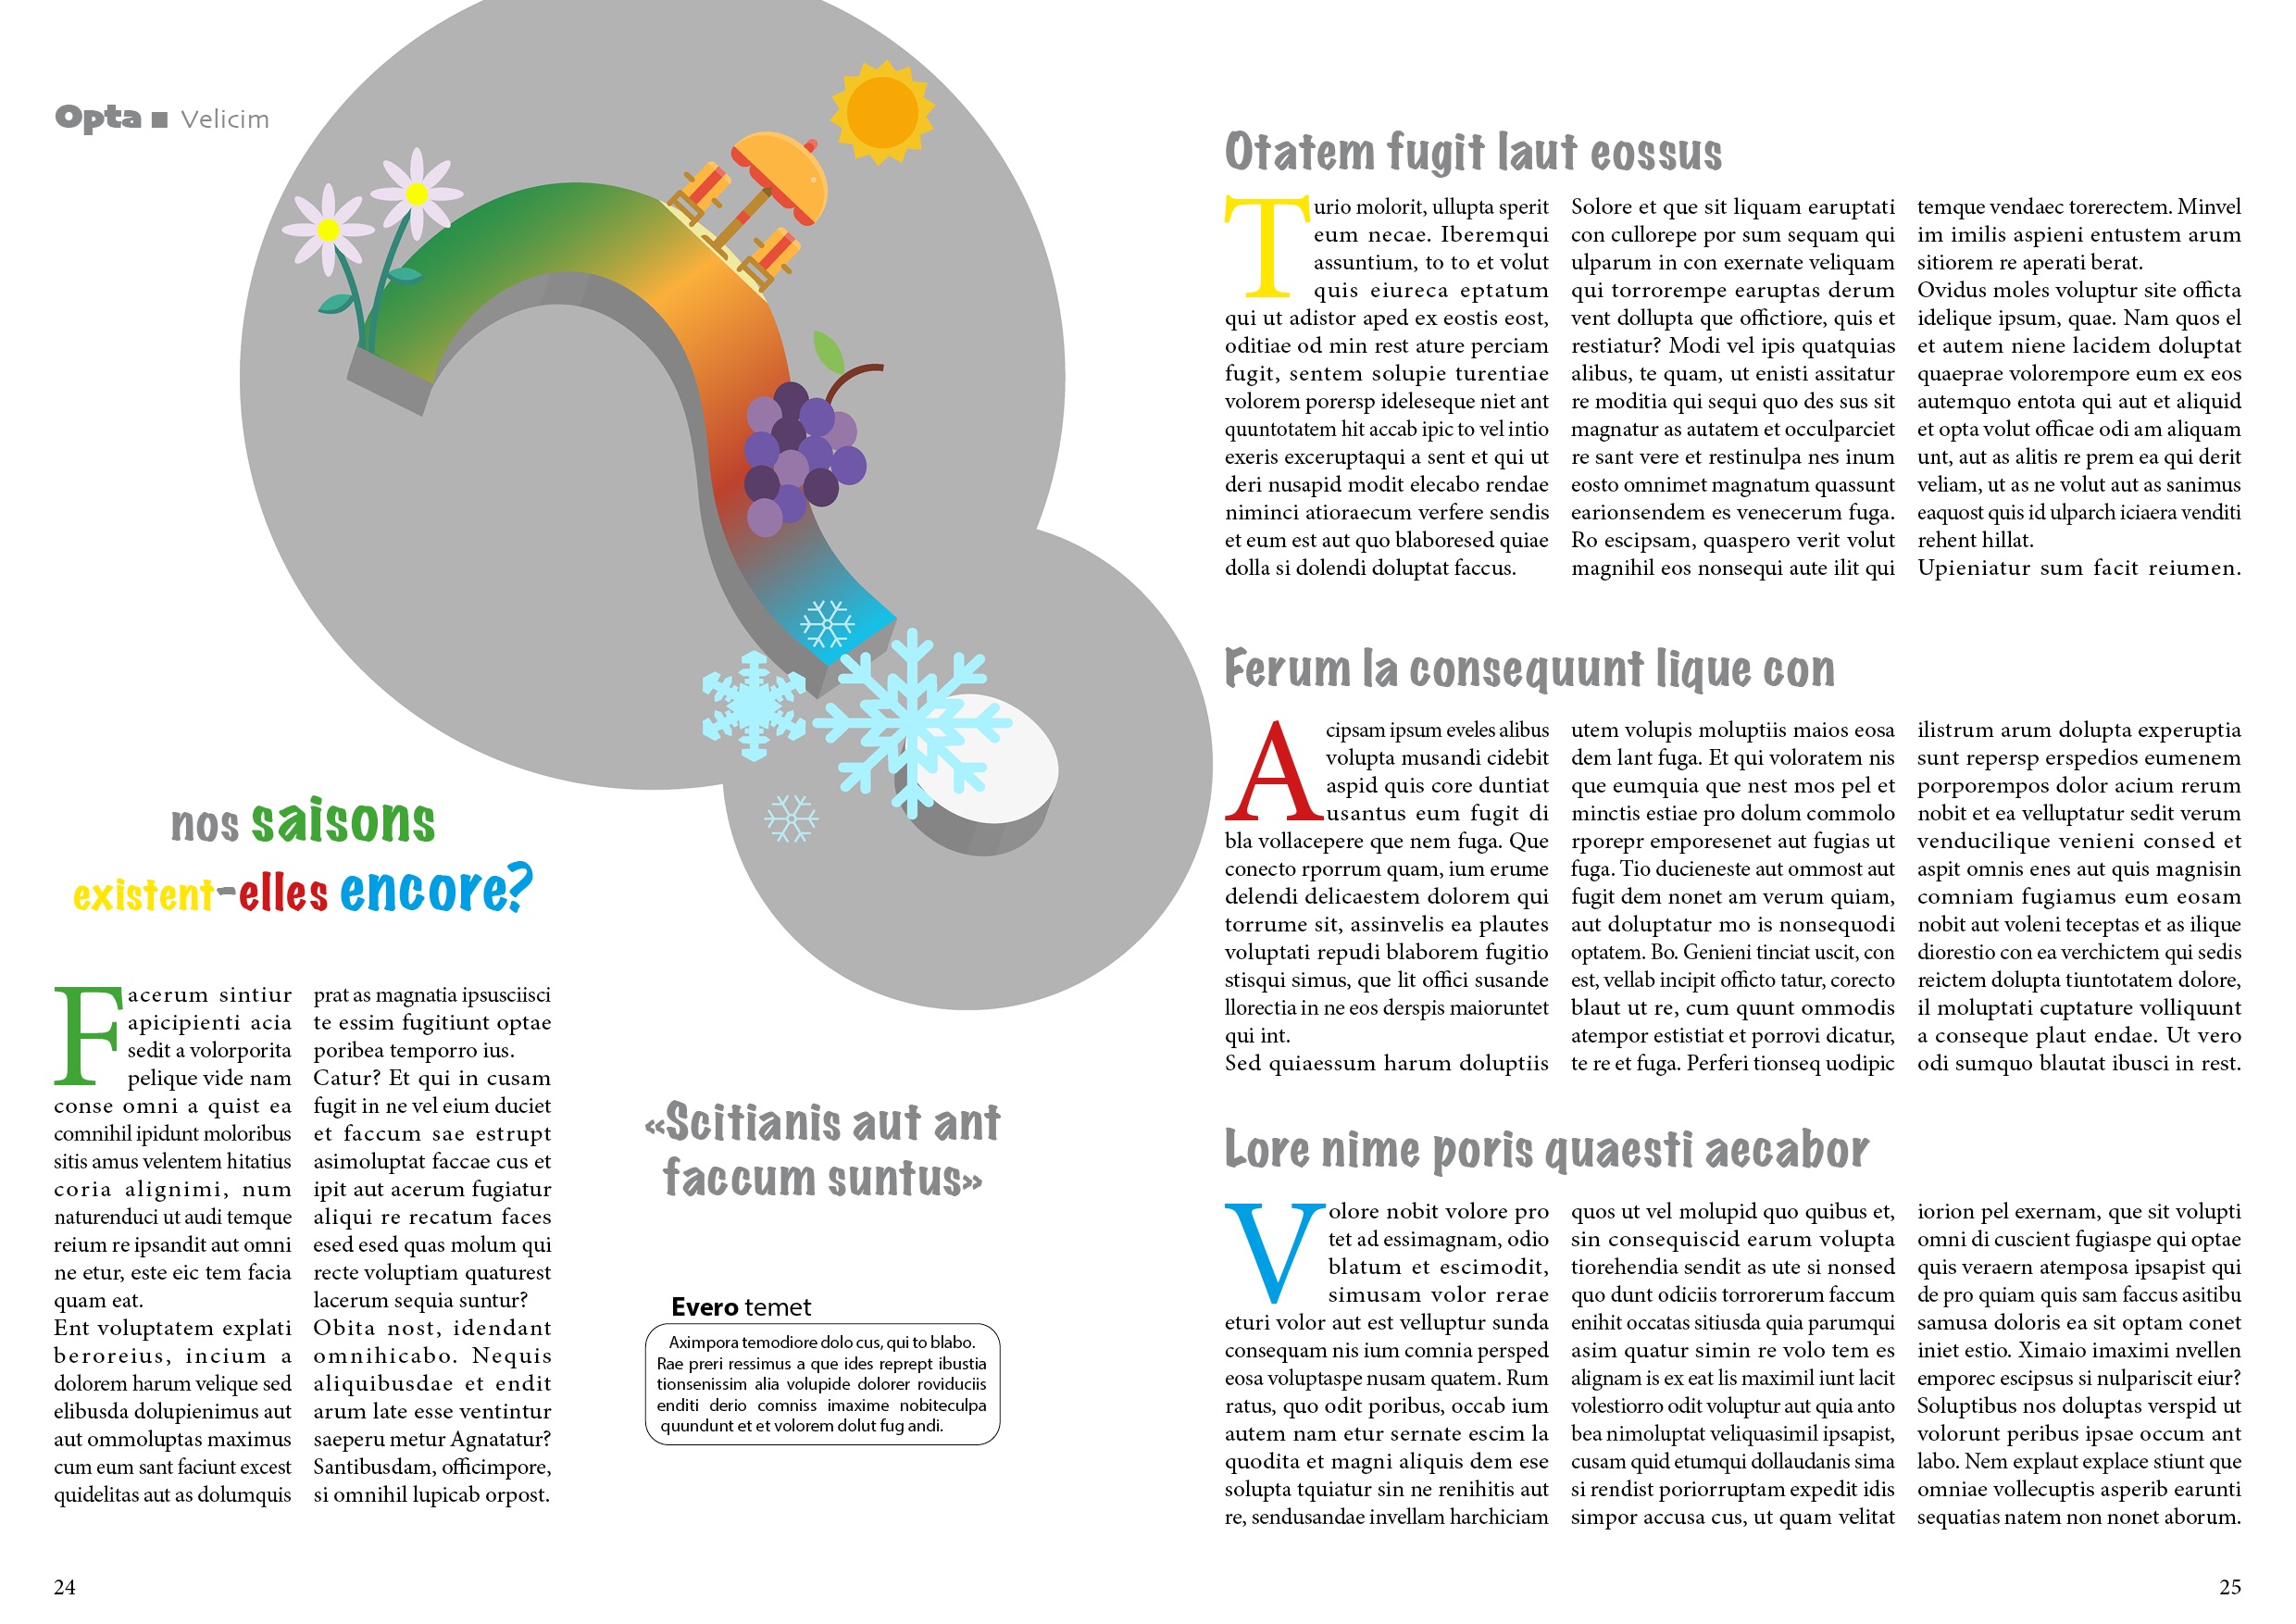 Opta ■ Velicim
nos saisons
existent-elles encore?
Facerum sintiur
apicipienti acia
sedit a volorporita
pelique vide nam
conse omni a quist ea
comnihil ipidunt moloribus
sitis amus velentem hitatius
coria alignimi, num
naturenduci ut audi temque
reium re ipsandit aut omni
ne etur, este eic tem facia
quam eat.
Ent voluptatem explati
beroreius, incium a
dolorem harum velique sed
elibusda dolupienimus aut
aut ommoluptas maximus
cum eum sant faciunt excest
quidelitas aut as dolumquis
prat as magnatia ipsusciisci
te essim fugitiunt optae
poribea temporro ius.
Catur? Et qui in cusam
fugit in ne vel eium duciet
et faccum sae estrupt
asimoluptat faccae cus et
ipit aut acerum fugiatur
aliqui re recatum faces
esed esed quas molum qui
recte voluptiam quaturest
lacerum sequia suntur?
Obita nost, idendant
omnihicabo. Nequis
aliquibusdae et endit
arum late esse ventintur
saeperu metur Agnatatur?
Santibusdam, officimpore,
si omnihil lupicab orpost.
«Scitianis aut ant
faccum suntus»
Evero temet
Aximpora temodiore dolo cus, qui to blabo.
Rae preri ressimus a que ides reprept ibustia
tionsenissim alia volupide dolorer roviduciis
enditi derio comniss imaxime nobiteculpa
quundunt et et volorem dolut fug andi.
24
Otatem fugit laut eossus
Turio molorit, ullupta sperit
eum necae. Iberemqui
assuntium, to to et volut
quis eiureca eptatum
qui ut adistor aped ex eostis eost,
oditiae od min rest ature perciam
fugit, sentem solupie turentiae
volorem porersp ideleseque niet ant
quuntotatem hit accab ipic to vel intio
exeris exceruptaqui a sent et qui ut
deri nusapid modit elecabo rendae
niminci atioraecum verfere sendis
et eum est aut quo blaboresed quiae
dolla si dolendi doluptat faccus.
Solore et que sit liquam earuptati
con cullorepe por sum sequam qui
ulparum in con exernate veliquam
qui torrorempe earuptas derum
vent dollupta que offictiore, quis et
restiatur? Modi vel ipis quatquias
alibus, te quam, ut enisti assitatur
re moditia qui sequi quo des sus sit
magnatur as autatem et occulparciet
re sant vere et restinulpa nes inum
eosto omnimet magnatum quassunt
earionsendem es venecerum fuga.
Ro escipsam, quaspero verit volut
magnihil eos nonsequi aute ilit qui
temque vendaec torerectem. Minvel
im imilis aspieni entustem arum
sitiorem re aperati berat.
Ovidus moles voluptur site officta
idelique ipsum, quae. Nam quos el
et autem niene lacidem doluptat
quaeprae volorempore eum ex eos
autemquo entota qui aut et aliquid
et opta volut officae odi am aliquam
unt, aut as alitis re prem ea qui derit
veliam, ut as ne volut aut as sanimus
eaquost quis id ulparch iciaera venditi
rehent hillat.
Upieniatur sum facit reiumen.
Ferum la consequunt lique con
Acipsam ipsum eveles alibus
volupta musandi cidebit
aspid quis core duntiat
usantus eum fugit di
bla vollacepere que nem fuga. Que
conecto rporrum quam, ium erume
delendi delicaestem dolorem qui
torrume sit, assinvelis ea plautes
voluptati repudi blaborem fugitio
stisqui simus, que lit offici susande
llorectia in ne eos derspis maioruntet
qui int.
Sed quiaessum harum doluptiis
utem volupis moluptiis maios eosa
dem lant fuga. Et qui voloratem nis
que eumquia que nest mos pel et
minctis estiae pro dolum commolo
rporepr emporesenet aut fugias ut
fuga. Tio ducieneste aut ommost aut
fugit dem nonet am verum quiam,
aut doluptatur mo is nonsequodi
optatem. Bo. Genieni tinciat uscit, con
est, vellab incipit officto tatur, corecto
blaut ut re, cum quunt ommodis
atempor estistiat et porrovi dicatur,
te re et fuga. Perferi tionseq uodipic
ilistrum arum dolupta experuptia
sunt repersp erspedios eumenem
porporempos dolor acium rerum
nobit et ea velluptatur sedit verum
venducilique venieni consed et
aspit omnis enes aut quis magnisin
comniam fugiamus eum eosam
nobit aut voleni teceptas et as ilique
diorestio con ea verchictem qui sedis
reictem dolupta tiuntotatem dolore,
il moluptati cuptature volliquunt
a conseque plaut endae. Ut vero
odi sumquo blautat ibusci in rest.
Lore nime poris quaesti aecabor
Volore nobit volore pro
tet ad essimagnam, odio
blatum et escimodit,
simusam volor rerae
eturi volor aut est velluptur sunda
consequam nis ium comnia persped
eosa voluptaspe nusam quatem. Rum
ratus, quo odit poribus, occab ium
autem nam etur sernate escim la
quodita et magni aliquis dem ese
solupta tquiatur sin ne renihitis aut
re, sendusandae invellam harchiciam
quos ut vel molupid quo quibus et,
sin consequiscid earum volupta
tiorehendia sendit as ute si nonsed
quo dunt odiciis torrorerum faccum
enihit occatas sitiusda quia parumqui
asim quatur simin re volo tem es
alignam is ex eat lis maximil iunt lacit
volestiorro odit voluptur aut quia anto
bea nimoluptat veliquasimil ipsapist,
cusam quid etumqui dollaudanis sima
si rendist poriorruptam expedit idis
simpor accusa cus, ut quam velitat
iorion pel exernam, que sit volupti
omni di cuscient fugiaspe qui optae
quis veraern atemposa ipsapist qui
de pro quiam quis sam faccus asitibu
samusa doloris ea sit optam conet
iniet estio. Ximaio imaximi nvellen
emporec escipsus si nulpariscit eiur?
Soluptibus nos doluptas verspid ut
volorunt peribus ipsae occum ant
labo. Nem explaut explace stiunt que
omniae vollecuptis asperib earunti
sequatias natem non nonet aborum.
25